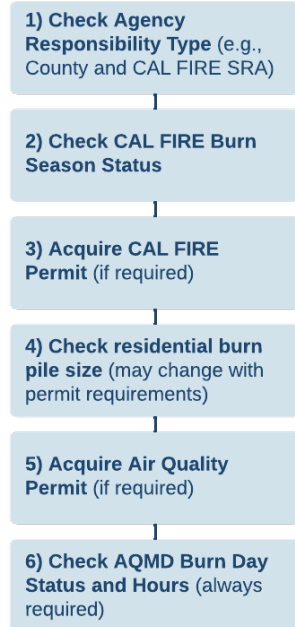 1) Check Agency
Responsibility Type (e.g.,
County and CAL FIRE SRA)
2) Check CAL FIRE Burn
Season Status
3) Acquire CAL FIRE
Permit (if required)
4) Check residential burn
pile size (may change with
permit requirements)
5) Acquire Air Quality
Permit (if required)
6) Check AQMD Burn Day
Status and Hours (always
required)